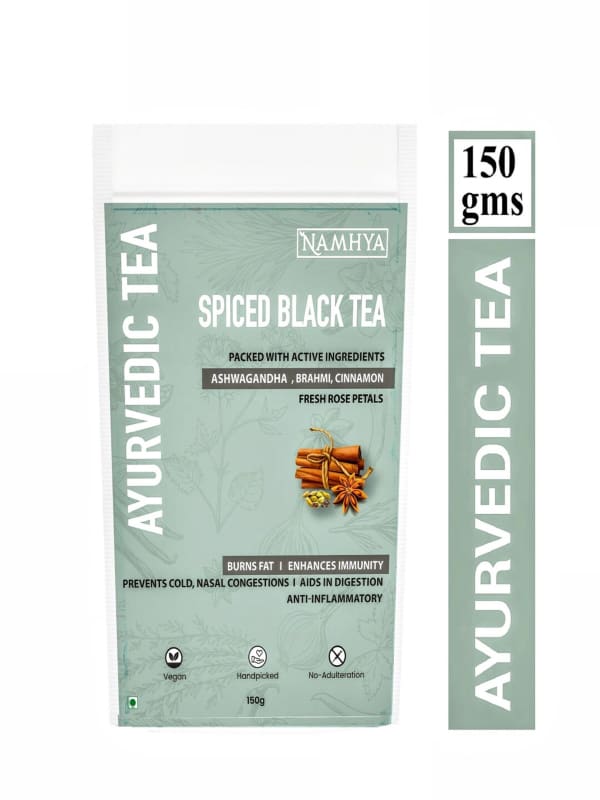 NAMHYA
AYURVEDIC TEA
SPICED BLACK TEA
PACKED WITH ACTIVE INGREDIENTS
ASHWAGANDHA , BRAHMI, CINNAMON
FRESH ROSE PETALS
BURNS FAT I ENHANCES IMMUNITY
PREVENTS COLD, NASAL CONGESTIONS I AIDS IN DIGESTION
ANTI-INFLAMMATORY
Vegan
Handpicked
No-Adulteration
150g
150
gms
AYURVEDIC TEA